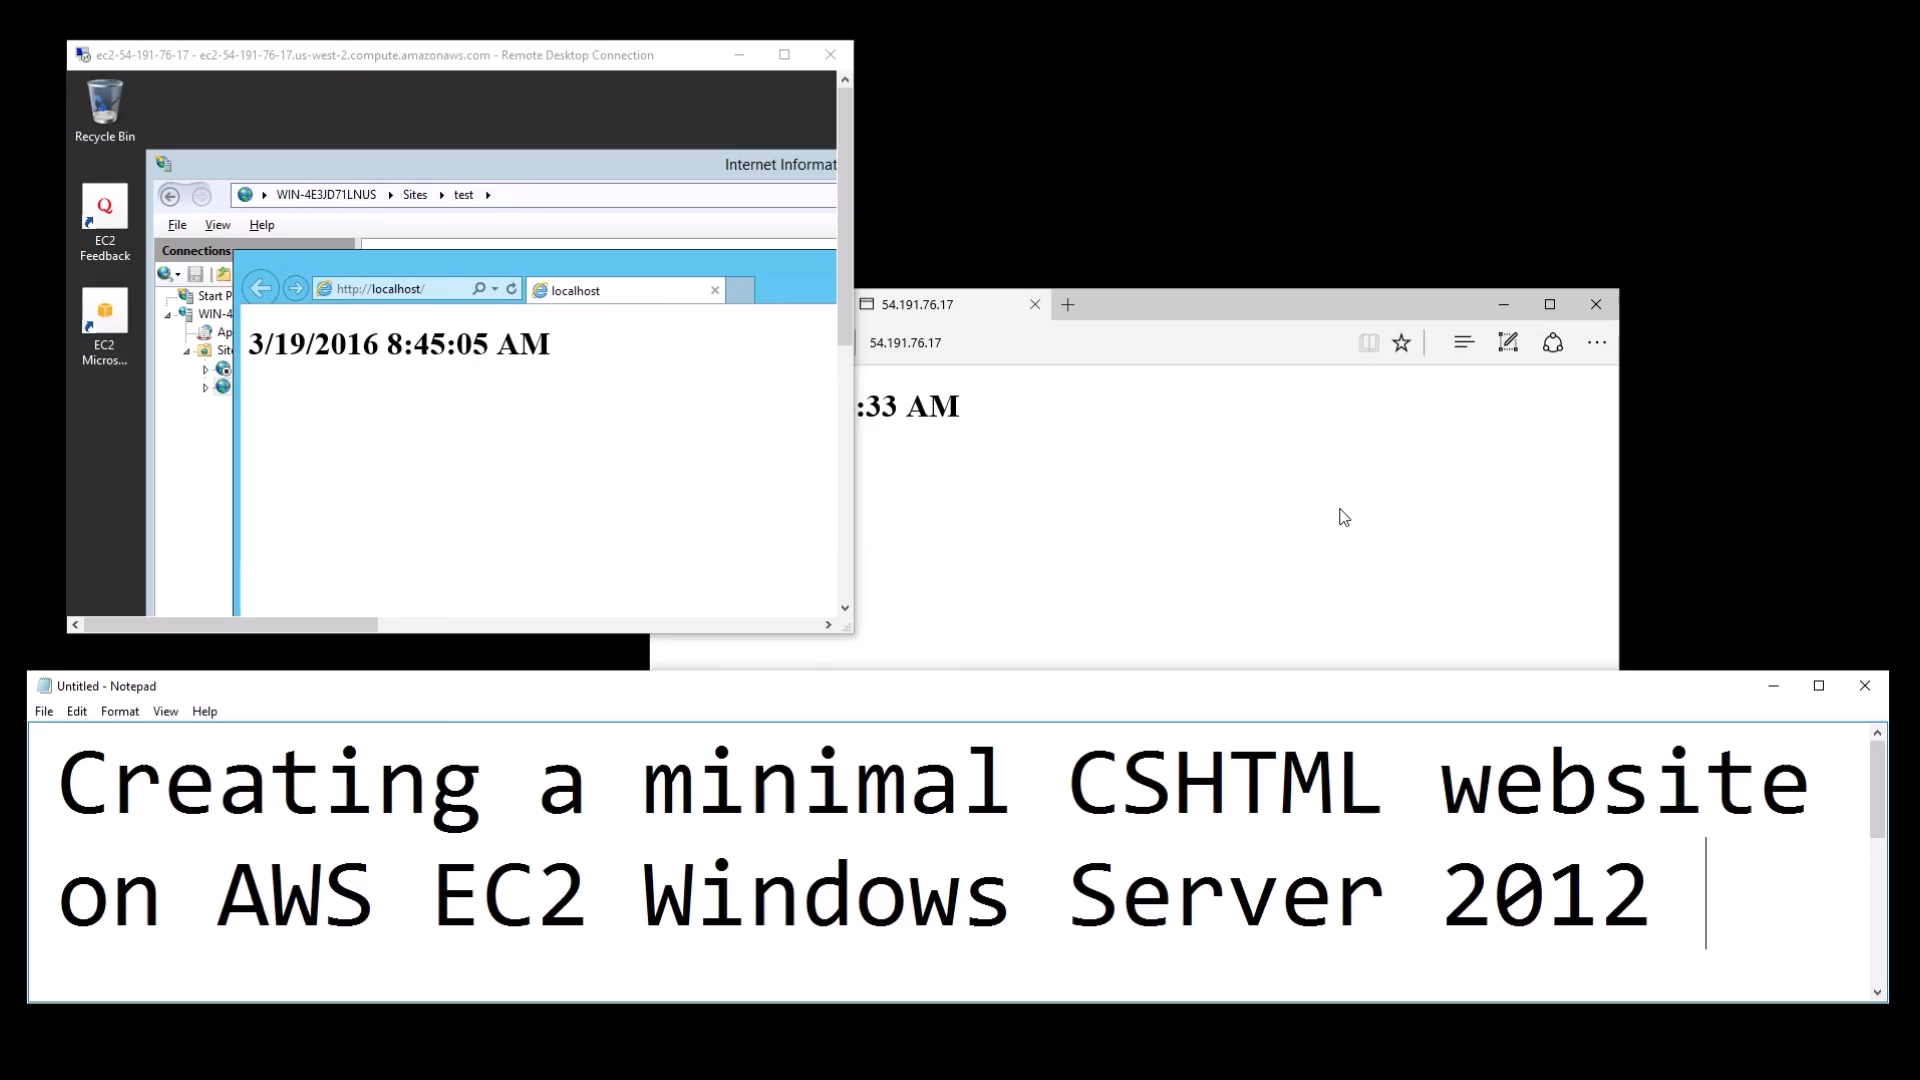 ec2-54-191-76-17 - ec2-54-191-76-17.us-west-2.compute.amazonaws.com - Remote Desktop Connection
Recycle Bin
Internet Informat
WIN-4E3JD71LNUS Sites test
EC2
Feedback
File View Help
Connections
http://localhost/ localhost
Start P
WIN-4
Ap
Sit
EC2
Micros...
3/19/2016 8:45:05 AM
54.191.76.17
54.191.76.17
:33 AM
Untitled - Notepad
File Edit Format View Help
Creating a minimal CSHTML website
on AWS EC2 Windows Server 2012